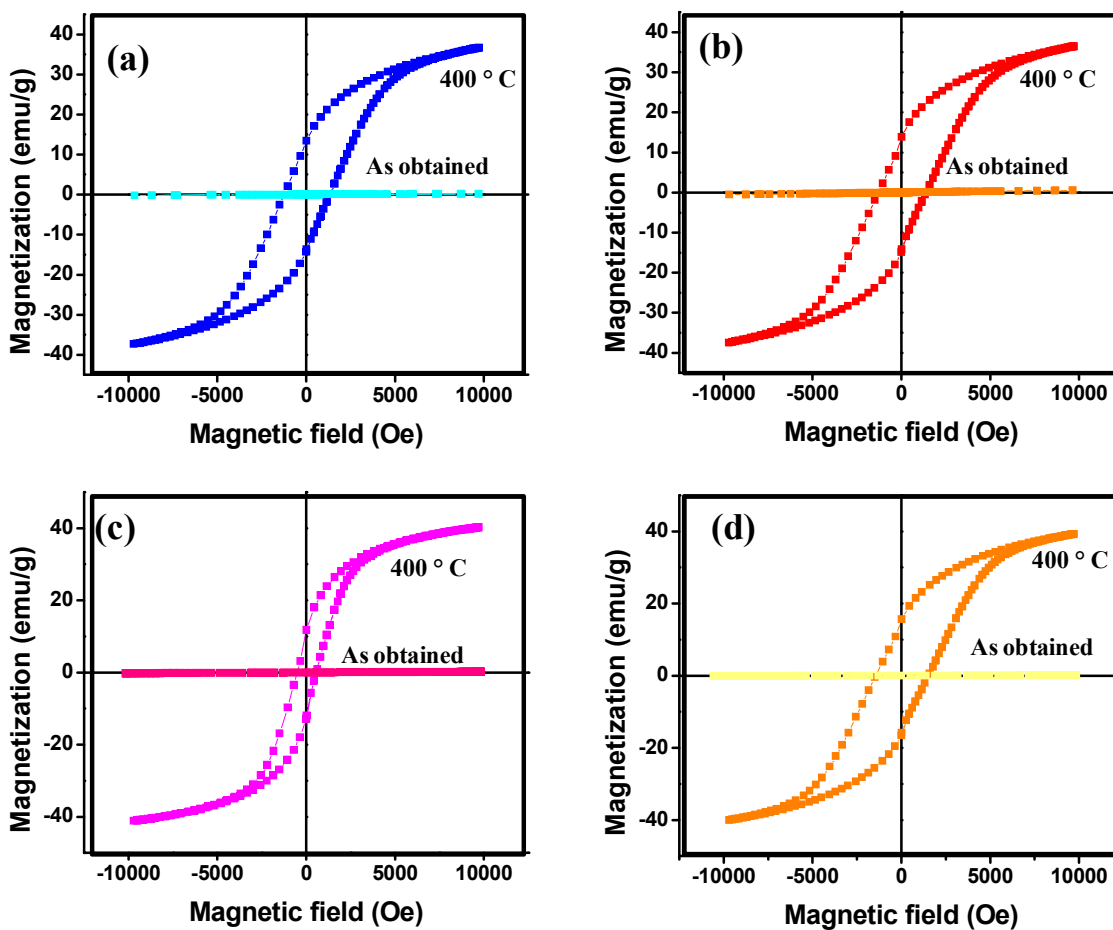 (a)
Magnetization (emu/g)
40
30
20
10
0
-10
-20
-30
-40
400 ° C
As obtained
-10000 -5000 0 5000 10000
Magnetic field (Oe)
(b)
Magnetization (emu/g)
40
30
20
10
0
-10
-20
-30
-40
400 ° C
As obtained
-10000 -5000 0 5000 10000
Magnetic field (Oe)
(c)
Magnetization (emu/g)
40
20
0
-20
-40
400 ° C
As obtained
-10000 -5000 0 5000 10000
Magnetic field (Oe)
(d)
Magnetization (emu/g)
40
20
0
-20
-40
400 ° C
As obtained
-10000 -5000 0 5000 10000
Magnetic field (Oe)